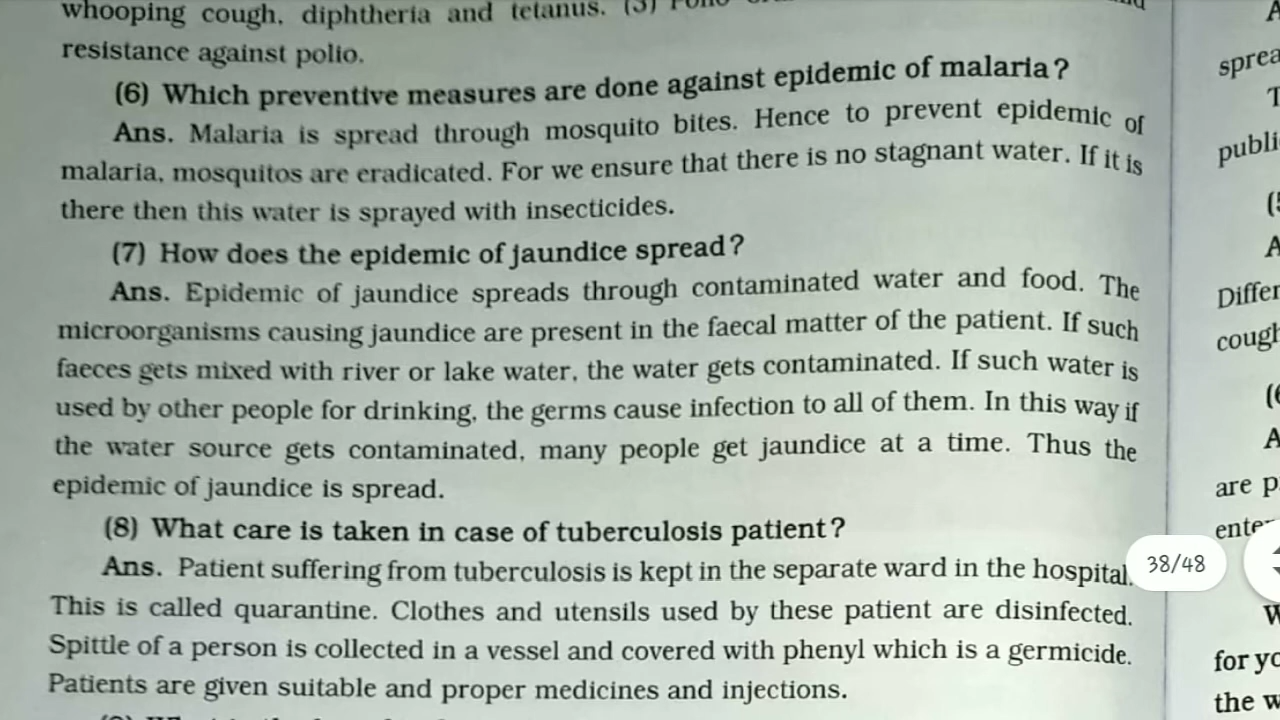 whooping cough, diphtheria and tetanus. (5) Polio
resistance against polio.
(6) Which preventive measures are done against epidemic of malaria?
Ans. Malaria is spread through mosquito bites. Hence to prevent epidemic of
malaria, mosquitos are eradicated. For we ensure that there is no stagnant water. If it is
there then this water is sprayed with insecticides.
(7) How does the epidemic of jaundice spread?
Ans. Epidemic of jaundice spreads through contaminated water and food. The
microorganisms causing jaundice are present in the faecal matter of the patient. If such
faeces gets mixed with river or lake water, the water gets contaminated. If such water is
used by other people for drinking, the germs cause infection to all of them. In this way if
the water source gets contaminated, many people get jaundice at a time. Thus the
epidemic of jaundice is spread.
(8) What care is taken in case of tuberculosis patient?
Ans. Patient suffering from tuberculosis is kept in the separate ward in the hospital.
This is called quarantine. Clothes and utensils used by these patient are disinfected.
Spittle of a person is collected in a vessel and covered with phenyl which is a germicide.
Patients are given suitable and proper medicines and injections.
38/48
are p
for yo
the w